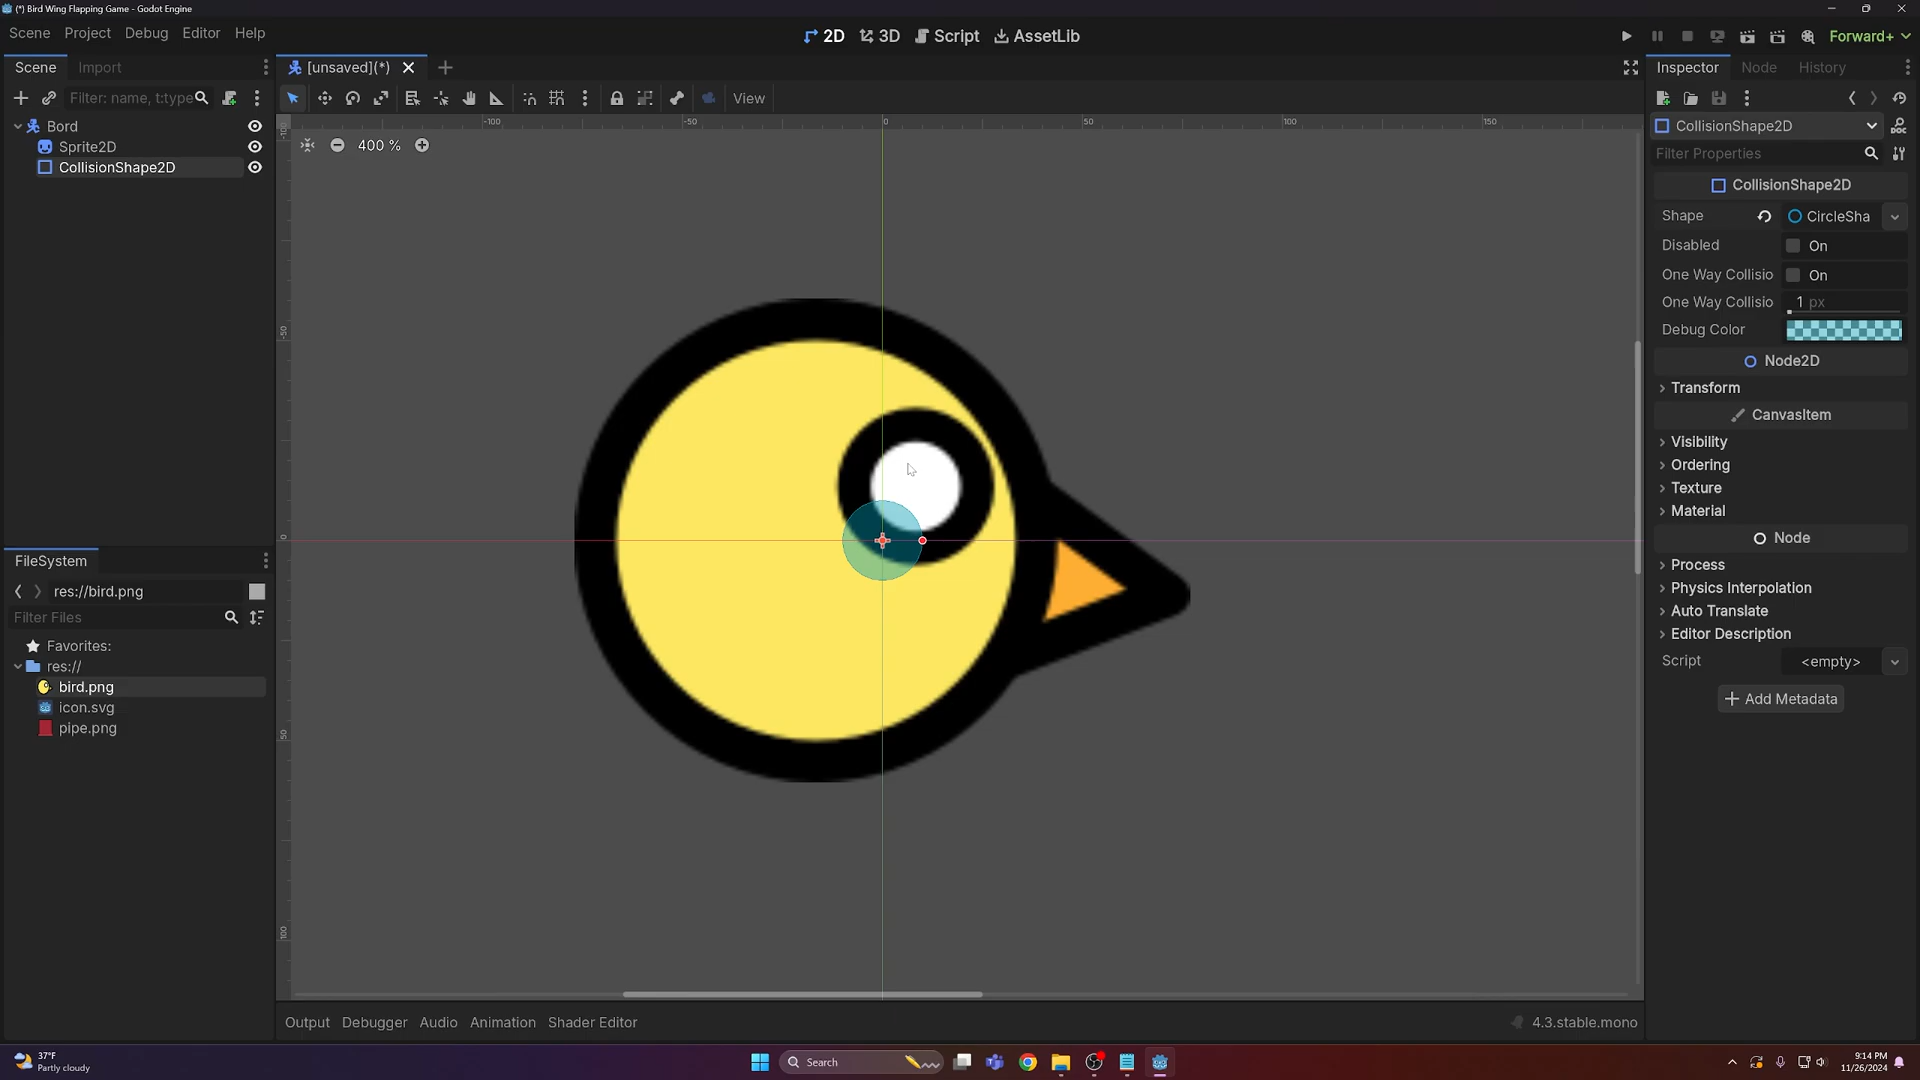 (*) Bird Wing Flapping Game - Godot Engine
Scene Project Debug Editor Help
2D 3D Script AssetLib
Forward+
Scene Import
[unsaved](*)
Inspector Node History
Filter: name, t:type
View
Bord
Sprite2D
CollisionShape2D
400 %
-100 -50 0 50 100 150
-100
-50
0
50
100
CollisionShape2D
Filter Properties
CollisionShape2D
Shape CircleSha
Disabled On
One Way Collisio On
One Way Collisio 1 px
Debug Color
Node2D
Transform
CanvasItem
Visibility
Ordering
Texture
Material
Node
Process
Physics Interpolation
Auto Translate
Editor Description
Script <empty>
Add Metadata
FileSystem
res://bird.png
Filter Files
Favorites:
res://
bird.png
icon.svg
pipe.png
Output Debugger Audio Animation Shader Editor
4.3.stable.mono
37°F
Partly cloudy
Search
9:14 PM
11/26/2024